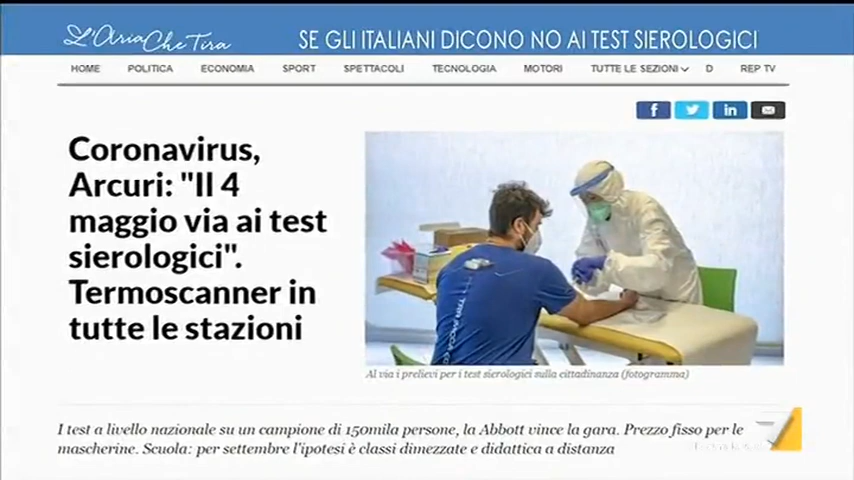 L'Aria Che Tira
SE GLI ITALIANI DICONO NO AI TEST SIEROLOGICI
HOME POLITICA ECONOMIA SPORT SPETTACOLI TECNOLOGIA MOTORI TUTTE LE SEZIONI D REP TV
f in
Coronavirus,
Arcuri: "Il 4
maggio via ai test
sierologici".
Termoscanner in
tutte le stazioni
Al via i prelievi per i test sierologici sulla cittadinanza (fotogramma)
I test a livello nazionale su un campione di 150mila persone, la Abbott vince la gara. Prezzo fisso per le
mascherine. Scuola: per settembre l'ipotesi è classi dimezzate e didattica a distanza
7